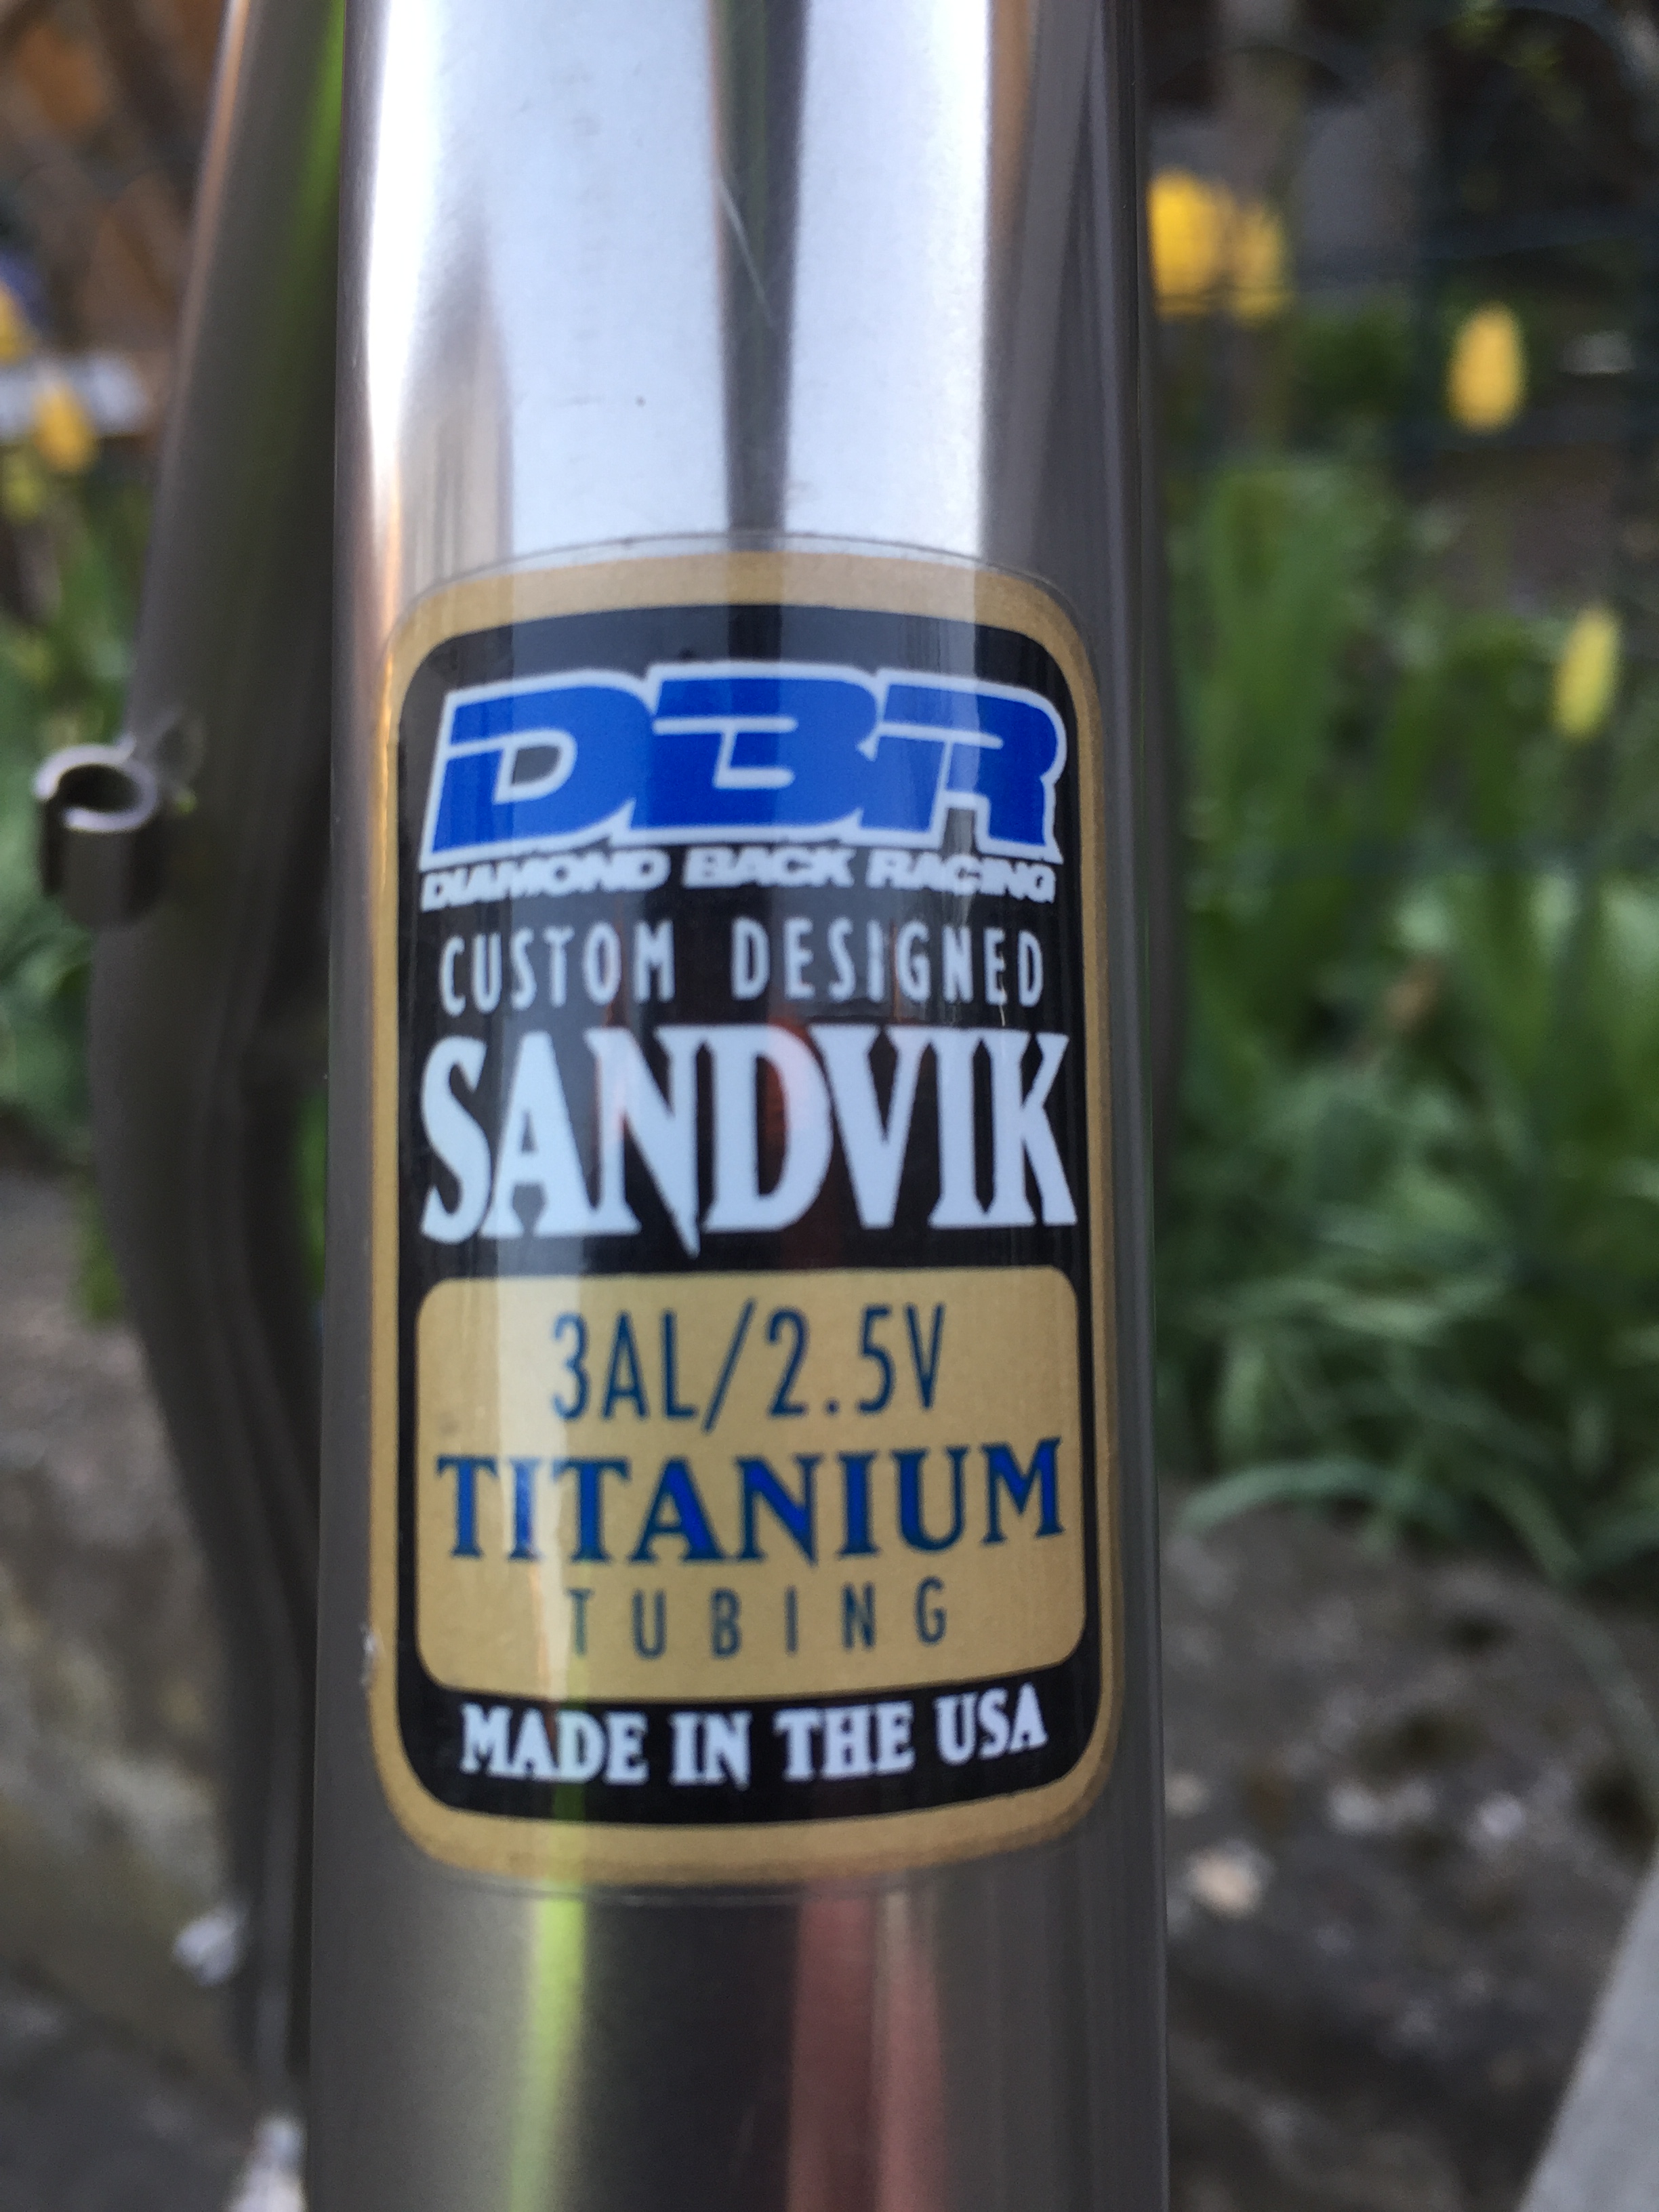 DBR
DIAMOND BACK RACING
CUSTOM DESIGNED
SANDVIK
3AL/2.5V
TITANIUM
TUBING
MADE IN THE USA